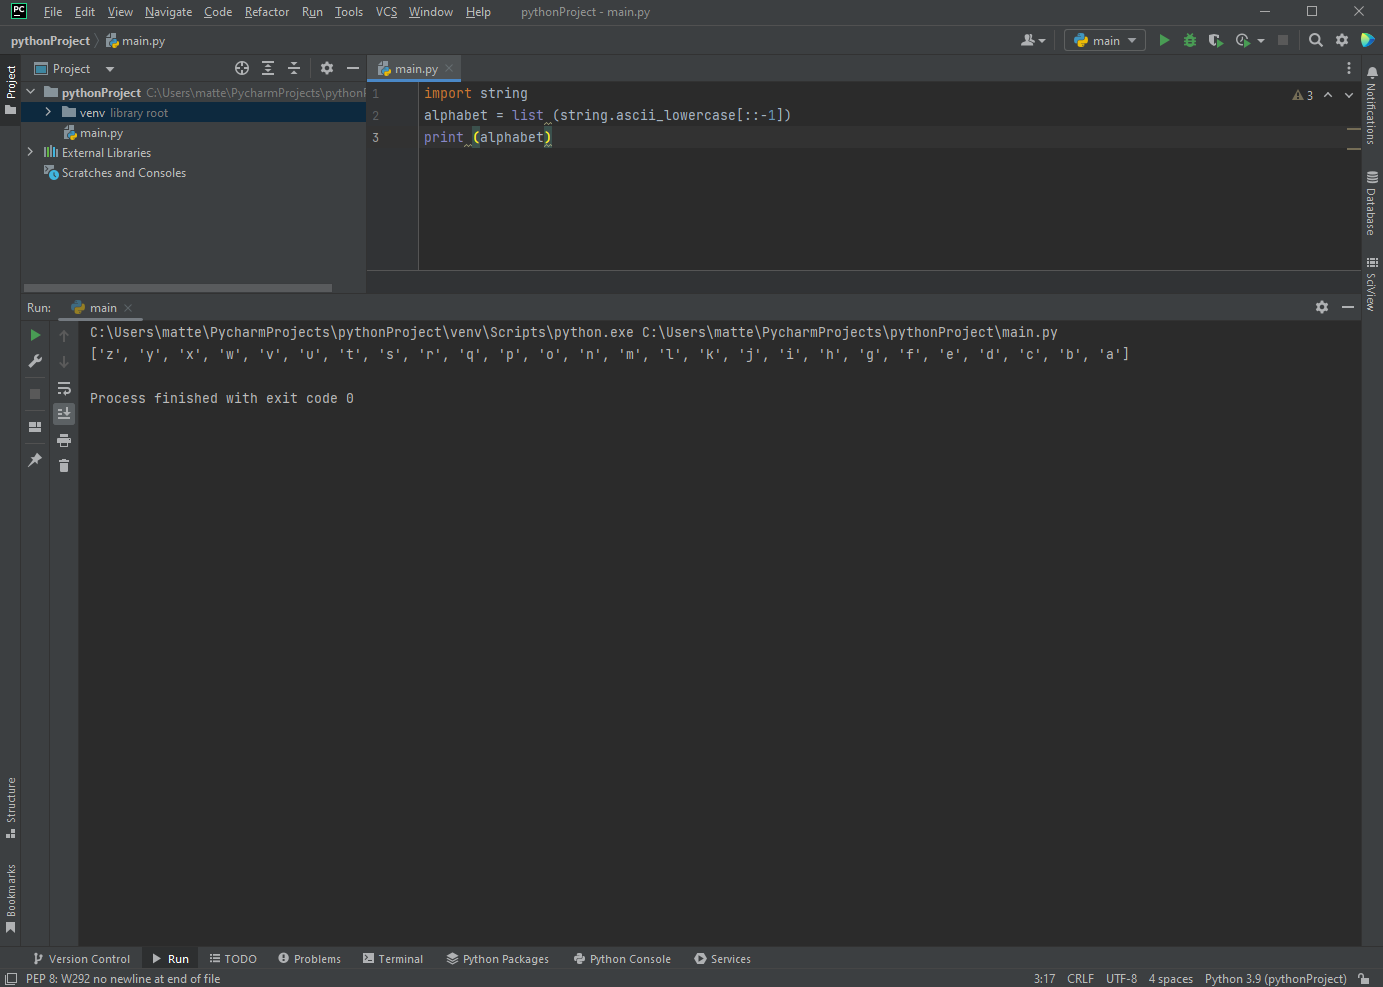 PC File Edit View Navigate Code Refactor Run Tools VCS Window Help pythonProject - main.py
pythonProject main.py main
Project main.py
Project
pythonProject C:\Users\matte\PycharmProjects\pythonP
venv library root
main.py
External Libraries
Scratches and Consoles
1 import string
2 alphabet = list (string.ascii_lowercase[::-1])
3 print (alphabet)
3
Notifications
Database
SciView
Run: main
C:\Users\matte\PycharmProjects\pythonProject\venv\Scripts\python.exe C:\Users\matte\PycharmProjects\pythonProject\main.py
['z', 'y', 'x', 'w', 'v', 'u', 't', 's', 'r', 'q', 'p', 'o', 'n', 'm', 'l', 'k', 'j', 'i', 'h', 'g', 'f', 'e', 'd', 'c', 'b', 'a']
Process finished with exit code 0
Structure
Bookmarks
Version Control Run TODO Problems Terminal Python Packages Python Console Services
PEP 8: W292 no newline at end of file 3:17 CRLF UTF-8 4 spaces Python 3.9 (pythonProject)